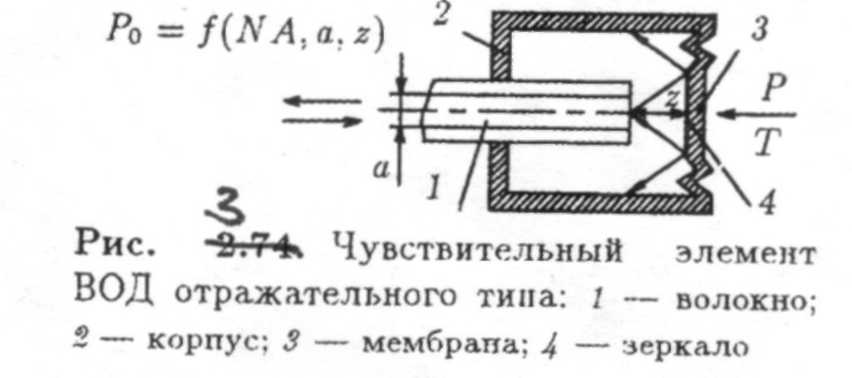 P₀ = f(NA, a, z)
2
3
z
P
T
a
1
4
3
Рис. 2.74. Чувствительный элемент
ВОД отражательного типа: 1 — волокно;
2 — корпус; 3 — мембрана; 4 — зеркало